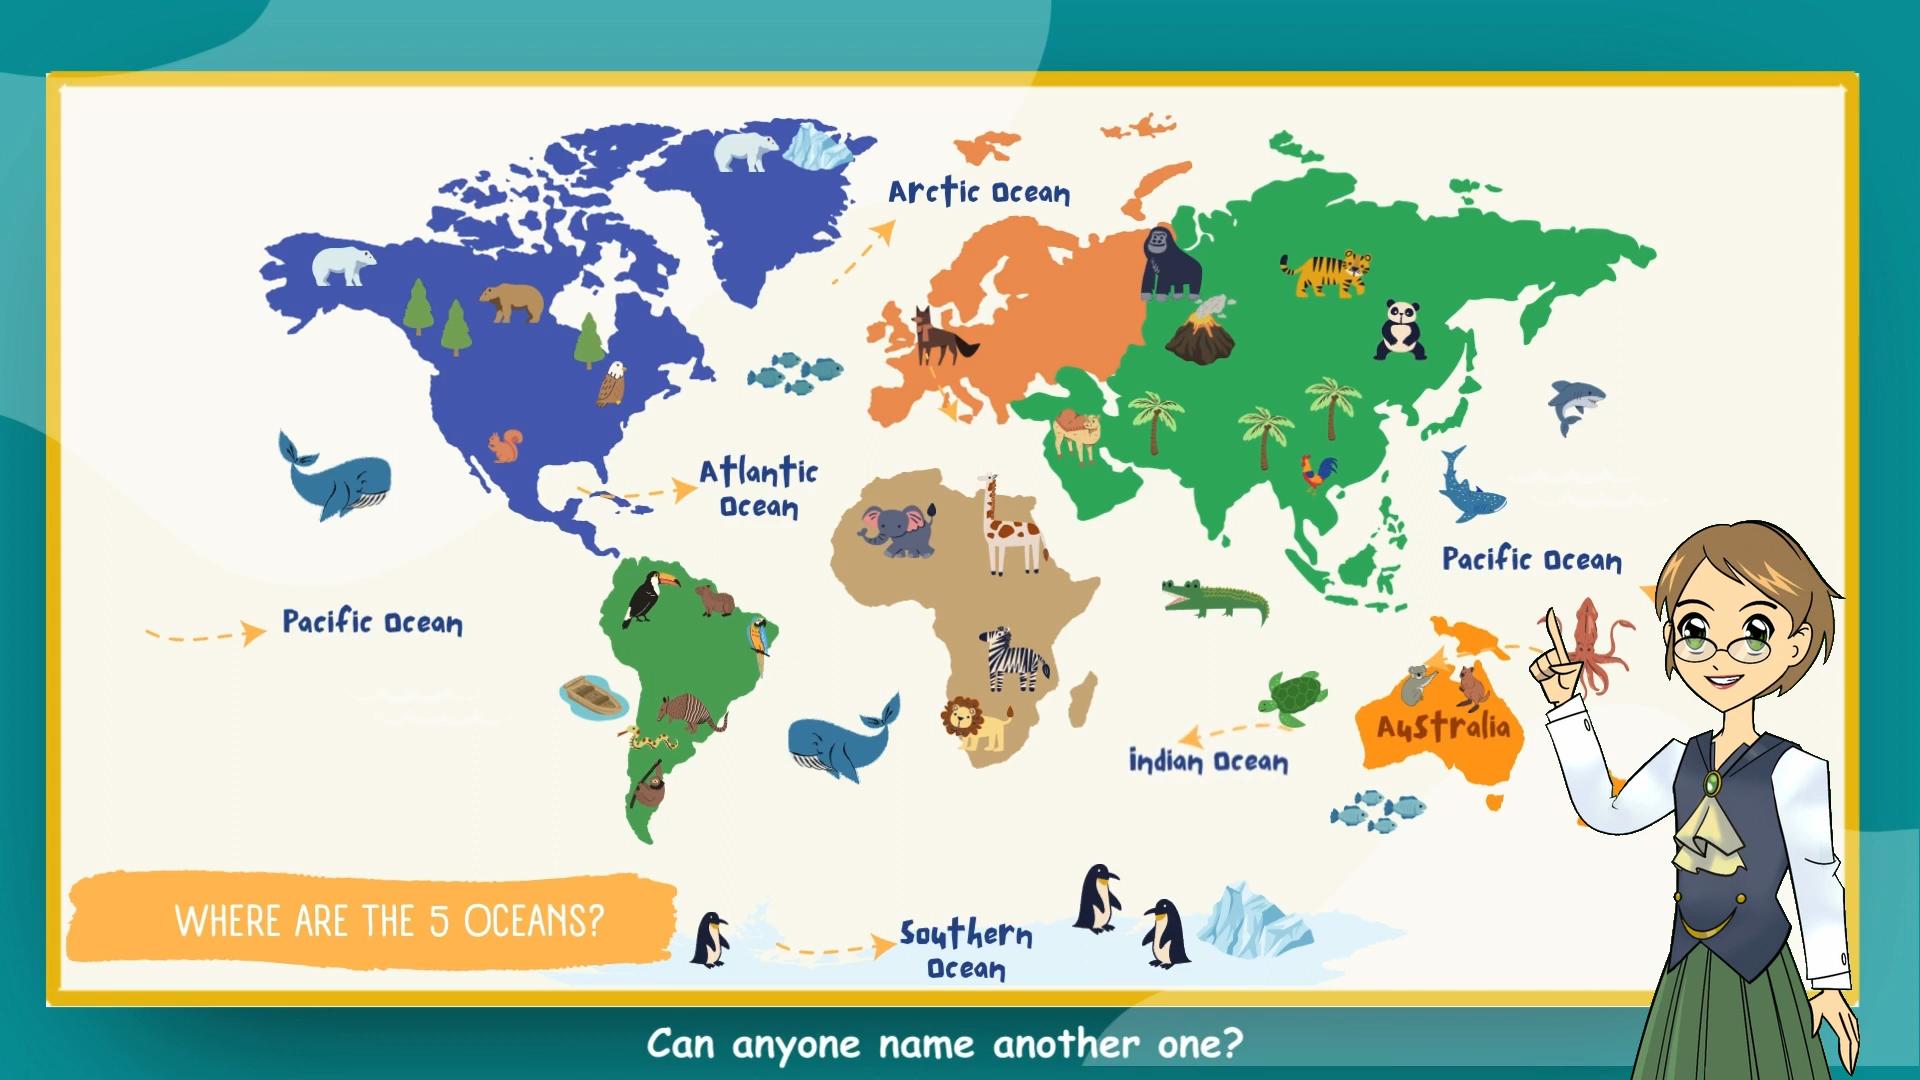 Arctic Ocean
Atlantic
Ocean
Pacific Ocean
Pacific Ocean
Australia
indian Ocean
WHERE ARE THE 5 OCEANS?
Southern
Ocean
Can anyone name another one?